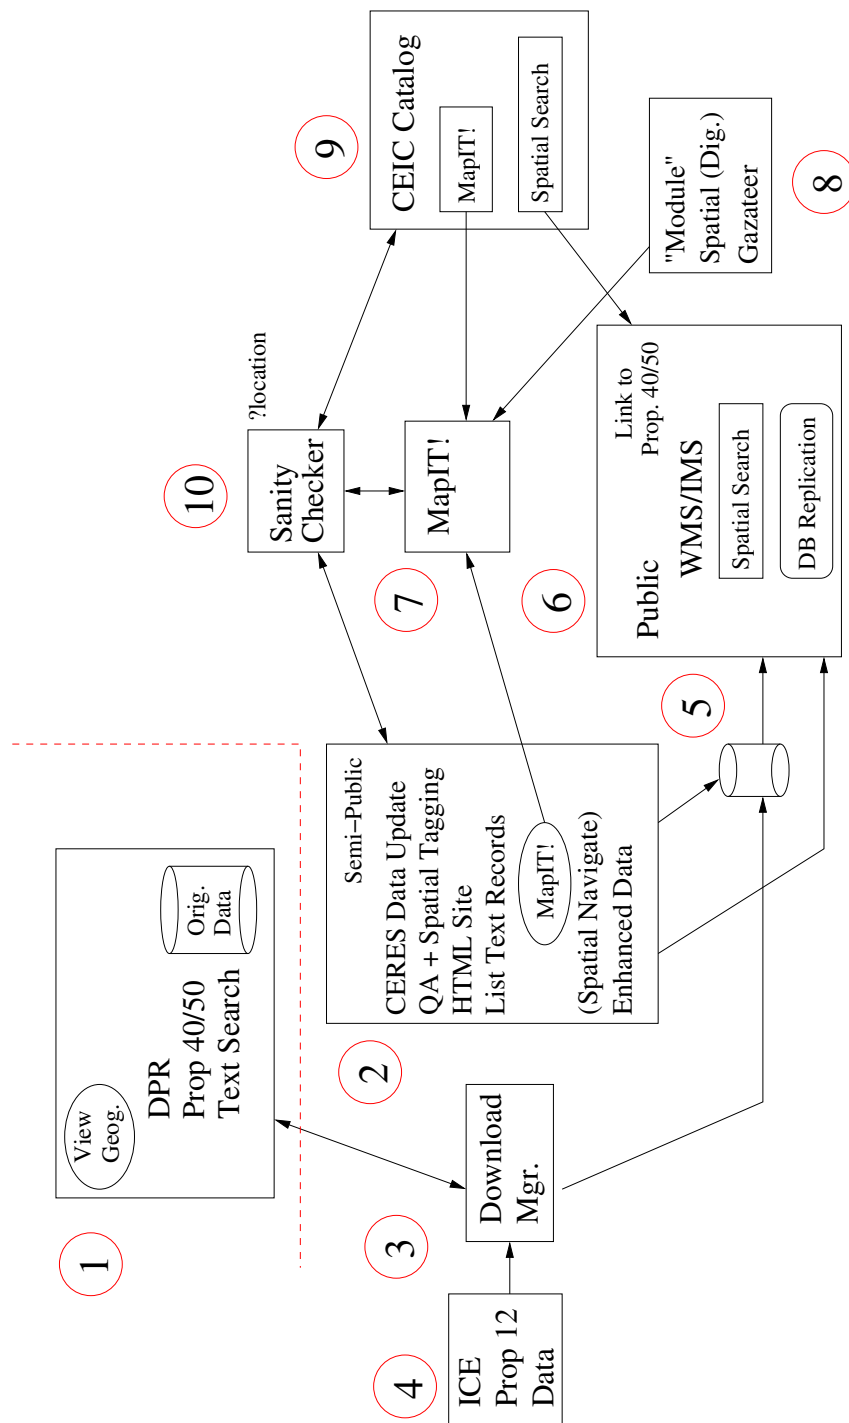 1
View
Geog.
DPR
Prop 40/50
Text Search
Orig.
Data
2
Semi-Public
CERES Data Update
QA + Spatial Tagging
HTML Site
List Text Records
MapIT!
(Spatial Navigate)
Enhanced Data
3
Download
Mgr.
4
ICE
Prop 12
Data
5
6
Public
Link to
Prop. 40/50
WMS/IMS
Spatial Search
DB Replication
7
MapIT!
8
"Module"
Spatial (Dig.)
Gazateer
9
CEIC Catalog
MapIT!
Spatial Search
10
?location
Sanity
Checker